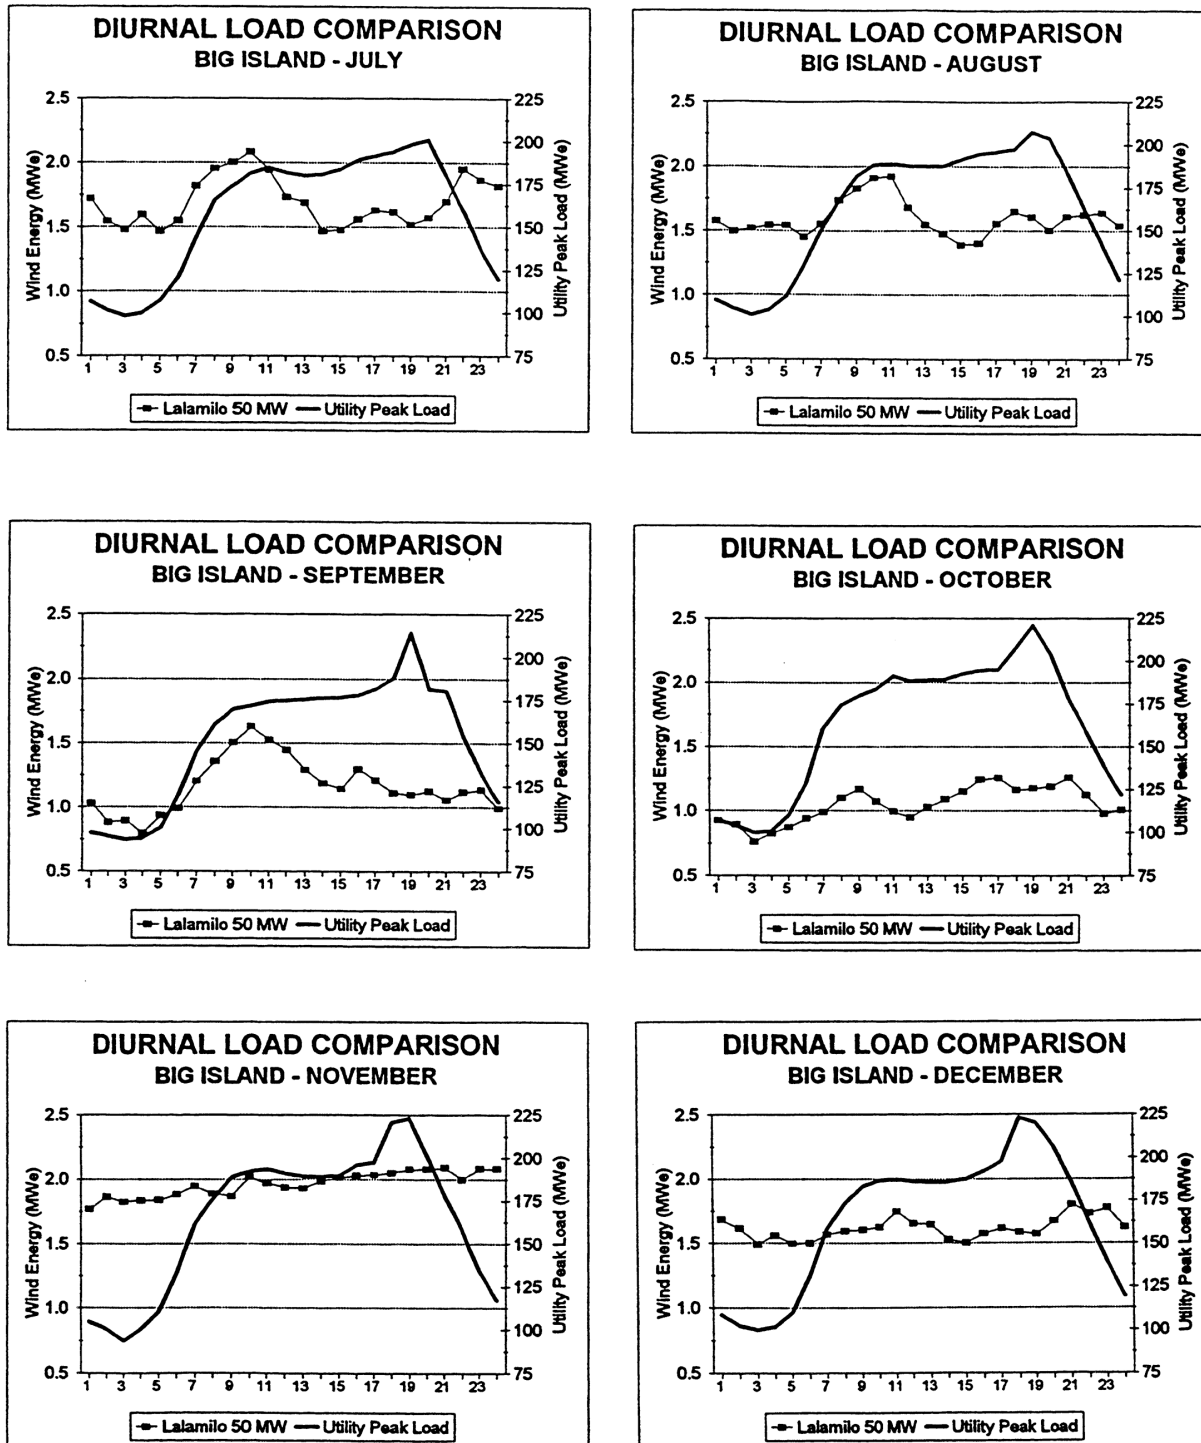 DIURNAL LOAD COMPARISON
BIG ISLAND - JULY
Wind Energy (MWe)
2.5
2.0
1.5
1.0
0.5
225
200
175
150
125
100
75
Utility Peak Load (MWe)
1 3 5 7 9 11 13 15 17 19 21 23
Lalamilo 50 MW Utility Peak Load
DIURNAL LOAD COMPARISON
BIG ISLAND - AUGUST
Wind Energy (MWe)
2.5
2.0
1.5
1.0
0.5
225
200
175
150
125
100
75
Utility Peak Load (MWe)
1 3 5 7 9 11 13 15 17 19 21 23
Lalamilo 50 MW Utility Peak Load
DIURNAL LOAD COMPARISON
BIG ISLAND - SEPTEMBER
Wind Energy (MWe)
2.5
2.0
1.5
1.0
0.5
225
200
175
150
125
100
75
Utility Peak Load (MWe)
1 3 5 7 9 11 13 15 17 19 21 23
Lalamilo 50 MW Utility Peak Load
DIURNAL LOAD COMPARISON
BIG ISLAND - OCTOBER
Wind Energy (MWe)
2.5
2.0
1.5
1.0
0.5
225
200
175
150
125
100
75
Utility Peak Load (MWe)
1 3 5 7 9 11 13 15 17 19 21 23
Lalamilo 50 MW Utility Peak Load
DIURNAL LOAD COMPARISON
BIG ISLAND - NOVEMBER
Wind Energy (MWe)
2.5
2.0
1.5
1.0
0.5
225
200
175
150
125
100
75
Utility Peak Load (MWe)
1 3 5 7 9 11 13 15 17 19 21 23
Lalamilo 50 MW Utility Peak Load
DIURNAL LOAD COMPARISON
BIG ISLAND - DECEMBER
Wind Energy (MWe)
2.5
2.0
1.5
1.0
0.5
225
200
175
150
125
100
75
Utility Peak Load (MWe)
1 3 5 7 9 11 13 15 17 19 21 23
Lalamilo 50 MW Utility Peak Load